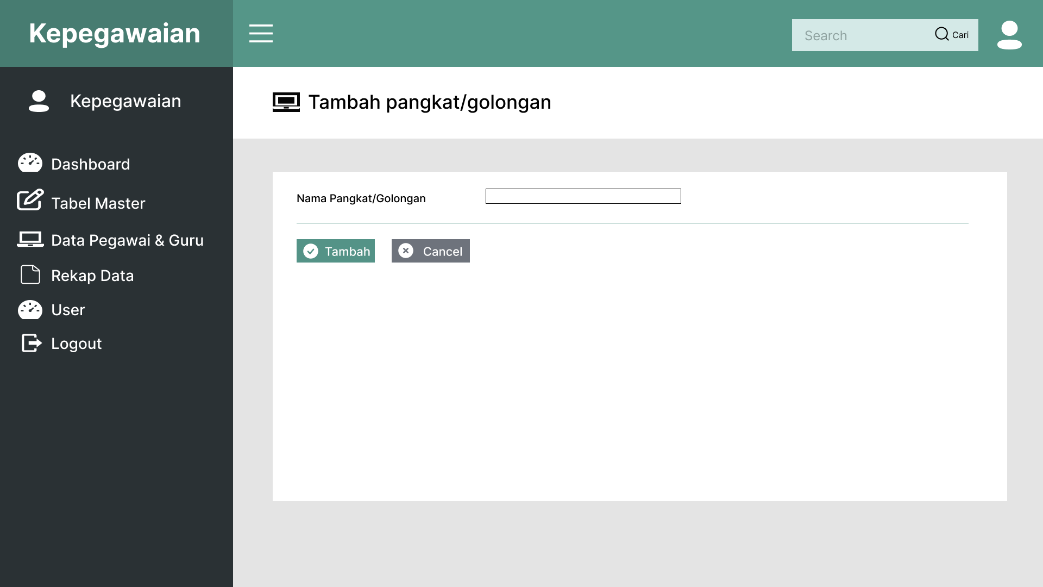 Kepegawaian
Search
Cari
Kepegawaian
Tambah pangkat/golongan
Dashboard
Tabel Master
Data Pegawai & Guru
Rekap Data
User
Logout
Nama Pangkat/Golongan
Tambah
Cancel